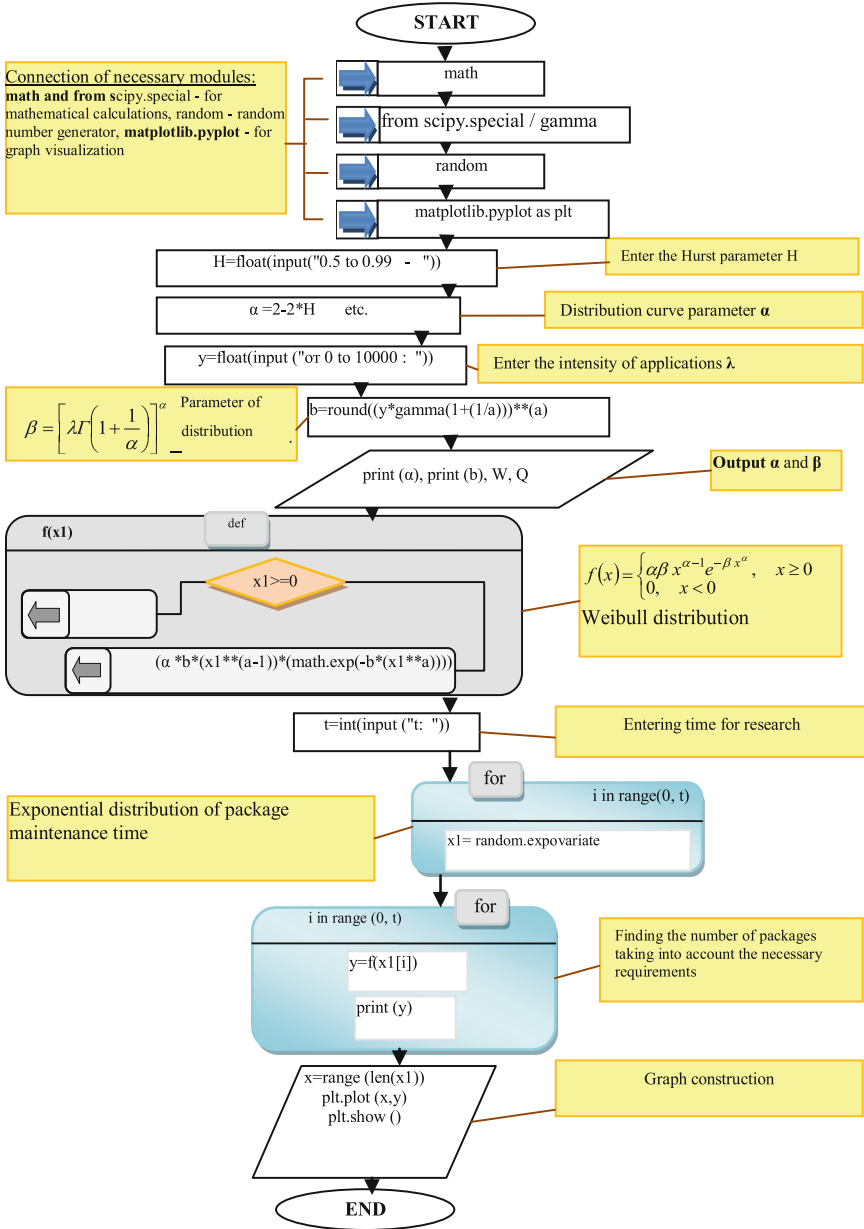 START
Connection of necessary modules:
math and from scipy.special - for
mathematical calculations, random - random
number generator, matplotlib.pyplot - for
graph visualization
math
from scipy.special / gamma
random
matplotlib.pyplot as plt
H=float(input("0.5 to 0.99 - "))
Enter the Hurst parameter H
α =2-2*H etc.
Distribution curve parameter α
y=float(input ("от 0 to 10000 : "))
Enter the intensity of applications λ
β = [λΓ(1 + 1/α)]^α
Parameter of
distribution
.
b=round((y*gamma(1+(1/a)))**(a)
print (α), print (b), W, Q
Output α and β
def
f(x1)
x1>=0
(α *b*(x1**(a-1))*(math.exp(-b*(x1**a))))
f(x) = { αβ x^(α-1) e^(-β x^α) , x ≥ 0
0, x < 0
Weibull distribution
t=int(input ("t: "))
Entering time for research
for
i in range(0, t)
x1= random.expovariate
Exponential distribution of package
maintenance time
for
i in range (0, t)
y=f(x1[i])
print (y)
Finding the number of packages
taking into account the necessary
requirements
x=range (len(x1))
plt.plot (x,y)
plt.show ()
Graph construction
END